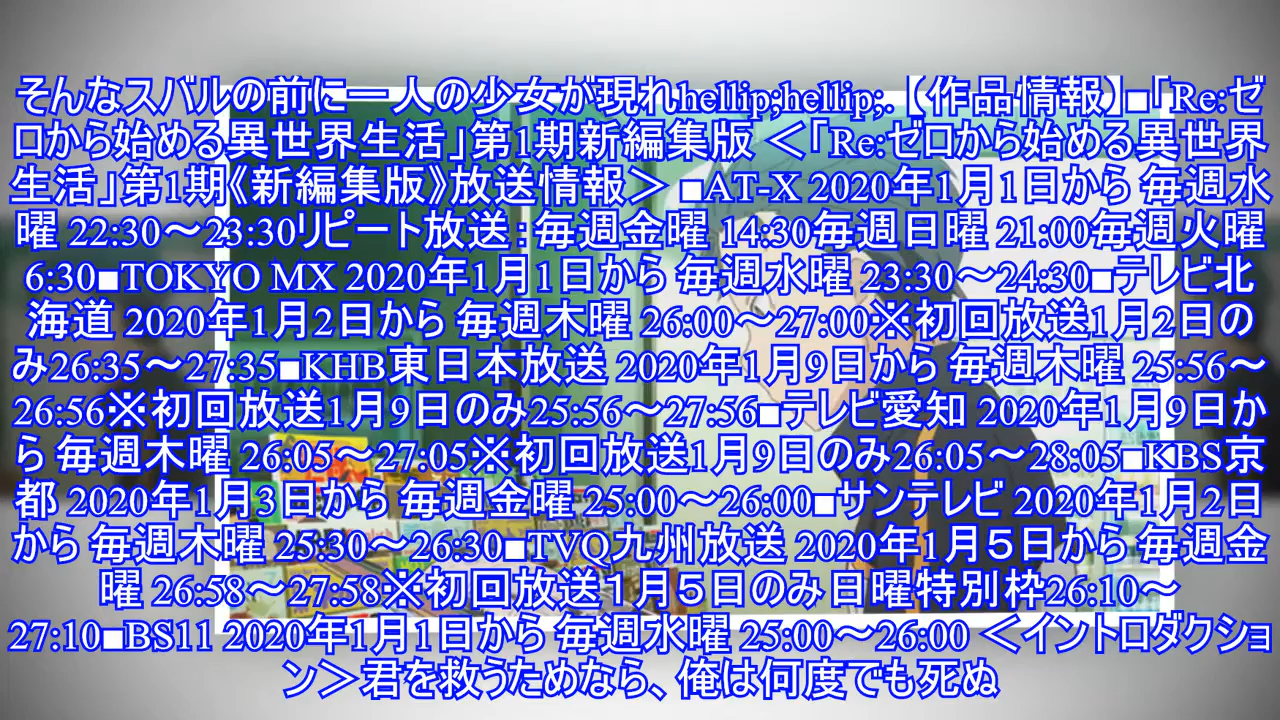 そんなスバルの前に一人の少女が現れhellip;hellip;.【作品情報】■「Re:ゼ
ロから始める異世界生活」第1期新編集版 ＜「Re:ゼロから始める異世界
生活」第1期《新編集版》放送情報＞ ■AT-X 2020年1月1日から 毎週水
曜 22:30～23:30リピート放送：毎週金曜 14:30毎週日曜 21:00毎週火曜
6:30■TOKYO MX 2020年1月1日から 毎週水曜 23:30～24:30■テレビ北
海道 2020年1月2日から 毎週木曜 26:00～27:00※初回放送1月2日の
み26:35～27:35■KHB東日本放送 2020年1月9日から 毎週木曜 25:56～
26:56※初回放送1月9日のみ25:56～27:56■テレビ愛知 2020年1月9日か
ら 毎週木曜 26:05～27:05※初回放送1月9日のみ26:05～28:05■KBS京
都 2020年1月3日から 毎週金曜 25:00～26:00■サンテレビ 2020年1月2日
から 毎週木曜 25:30～26:30■TVQ九州放送 2020年1月５日から 毎週金
曜 26:58～27:58※初回放送１月５日のみ日曜特別枠26:10～
27:10■BS11 2020年1月1日から 毎週水曜 25:00～26:00 ＜イントロダクショ
ン＞君を救うためなら、俺は何度でも死ぬ